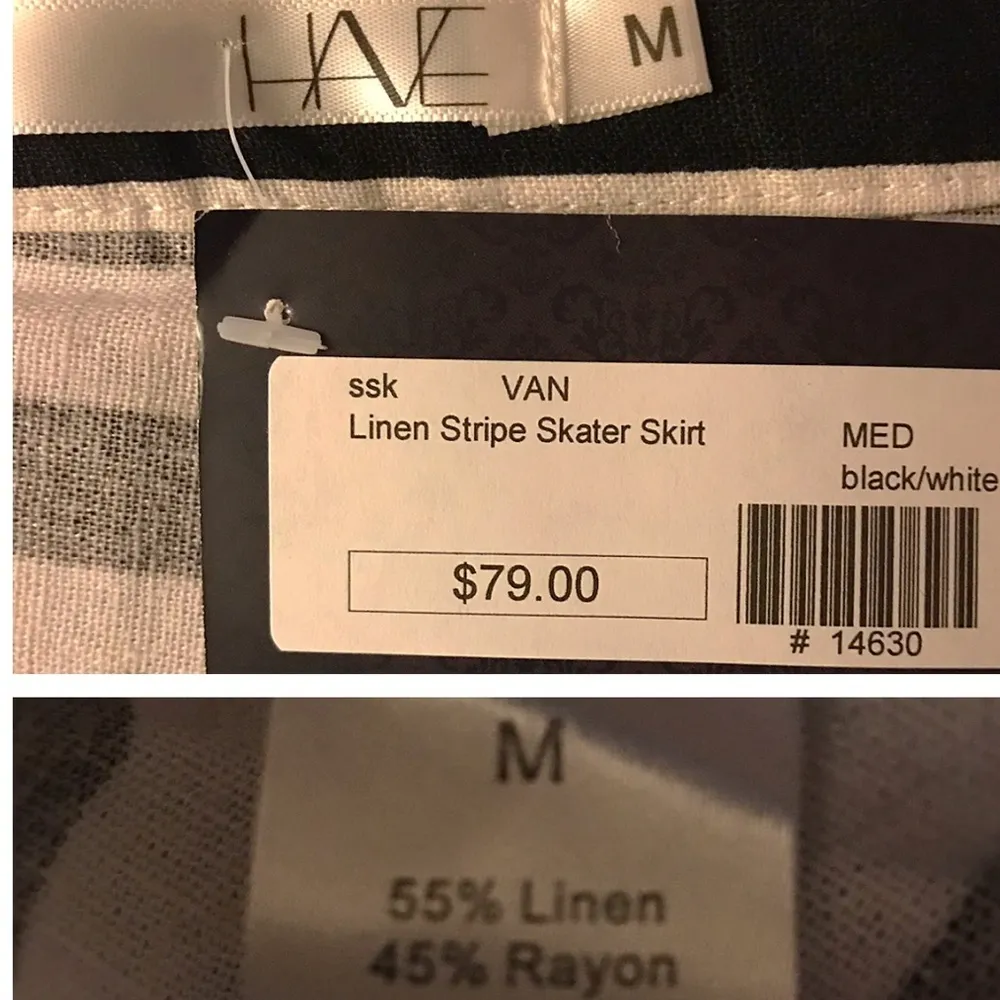 HAVE M
ssk VAN
Linen Stripe Skater Skirt
MED
black/white
$79.00
# 14630
M
55% Linen
45% Rayon